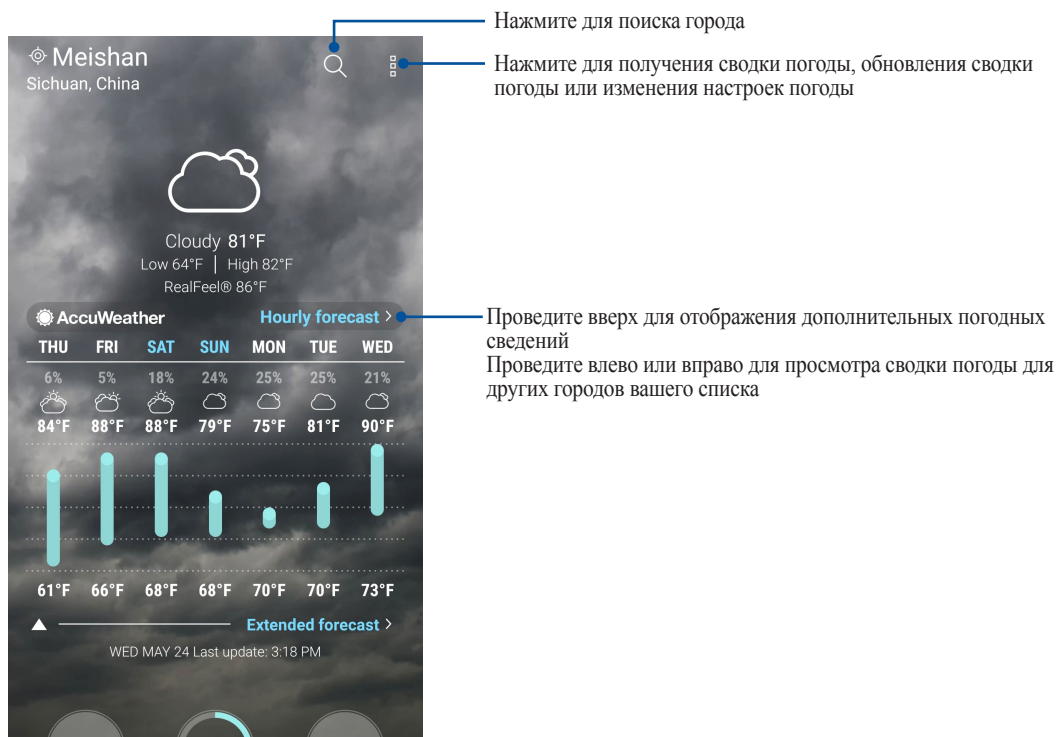 Нажмите для поиска города
Meishan
Sichuan, China
Нажмите для получения сводки погоды, обновления сводки
погоды или изменения настроек погоды
Cloudy 81°F
Low 64°F | High 82°F
RealFeel® 86°F
AccuWeather Hourly forecast >
Проведите вверх для отображения дополнительных погодных
сведений
Проведите влево или вправо для просмотра сводки погоды для
других городов вашего списка
THU FRI SAT SUN MON TUE WED
6% 5% 18% 24% 25% 25% 21%
84°F 88°F 88°F 79°F 75°F 81°F 90°F
61°F 66°F 68°F 68°F 70°F 70°F 73°F
Extended forecast >
WED MAY 24 Last update: 3:18 PM